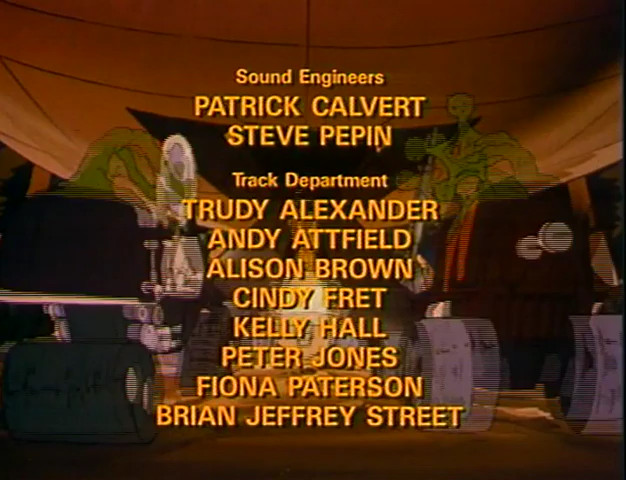 Sound Engineers
PATRICK CALVERT
STEVE PEPIN
Track Department
TRUDY ALEXANDER
ANDY ATTFIELD
ALISON BROWN
CINDY FRET
KELLY HALL
PETER JONES
FIONA PATERSON
BRIAN JEFFREY STREET